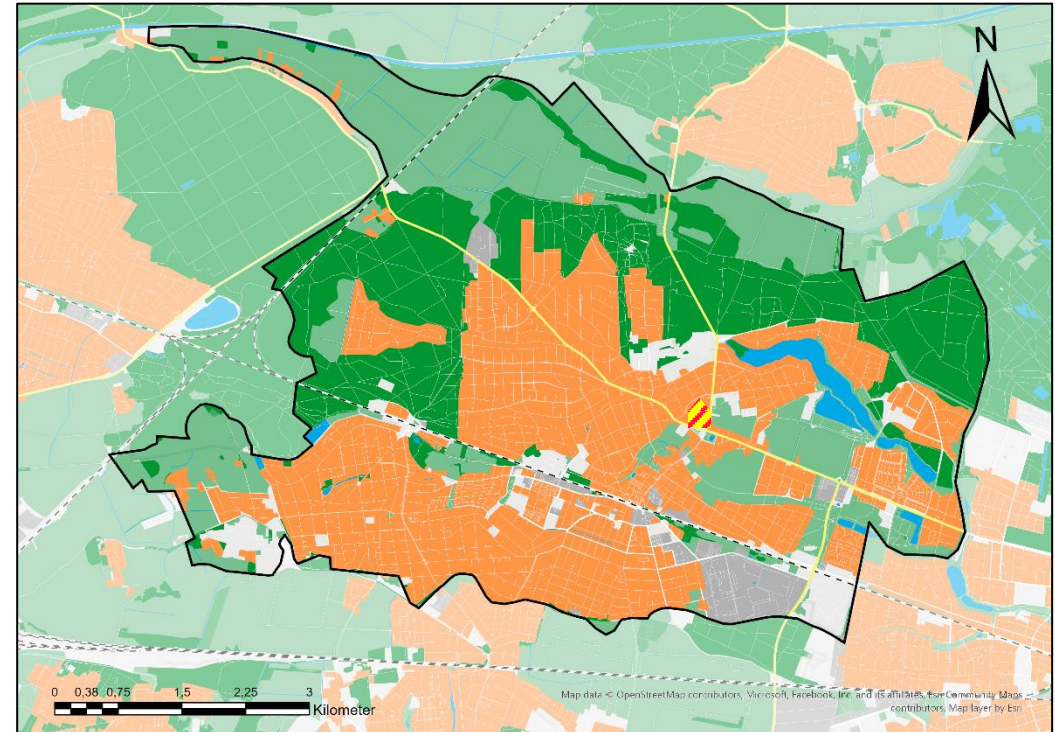 N
0 0,38 0,75 1,5 2,25 3
Kilometer
Map data © OpenStreetMap contributors, Microsoft, Facebook, Inc. and its affiliates, Esri Community Maps
contributors, Map layer by Esri